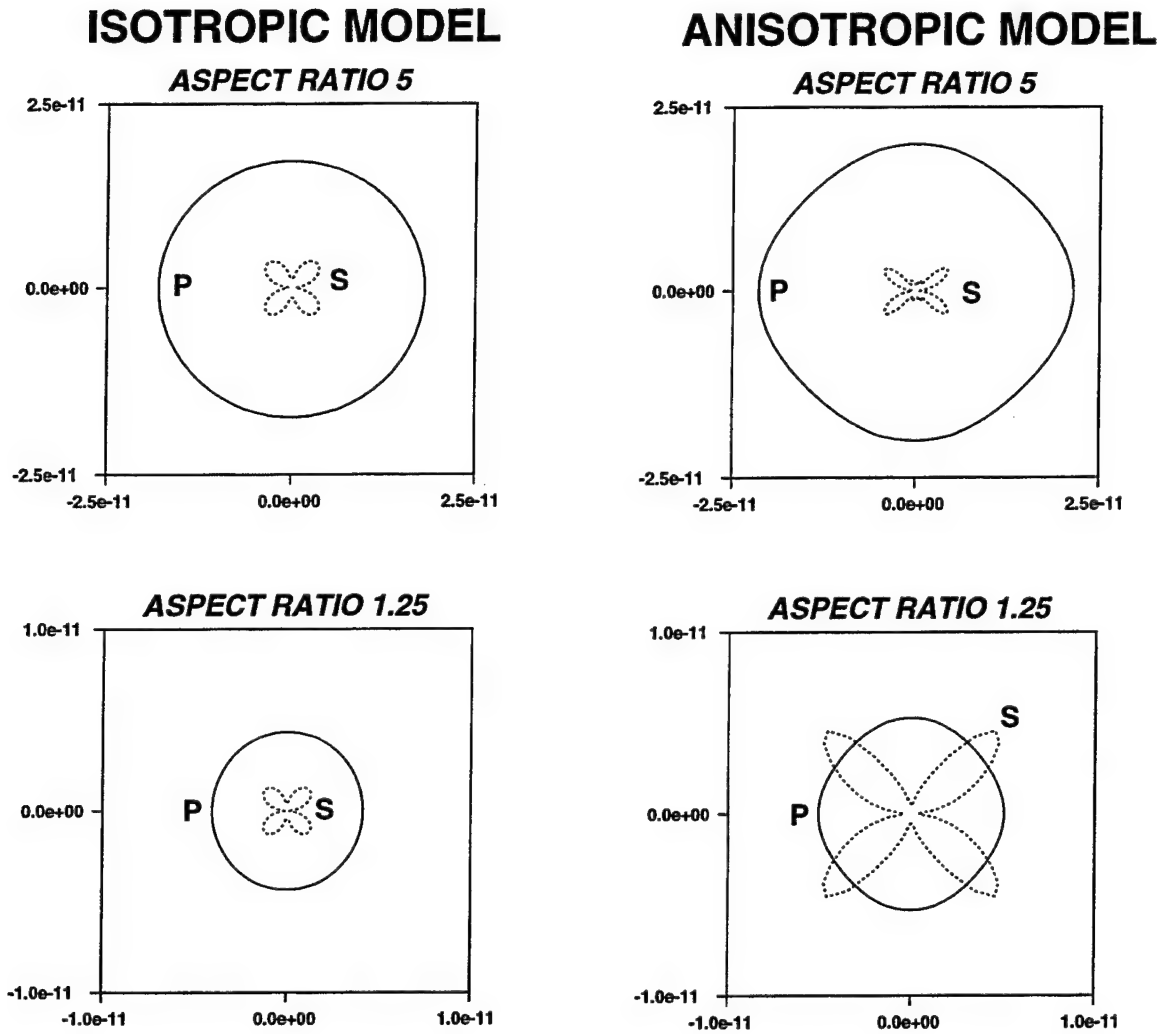 ISOTROPIC MODEL
ASPECT RATIO 5
2.5e-11
0.0e+00
-2.5e-11
-2.5e-11 0.0e+00 2.5e-11
P
S
ANISOTROPIC MODEL
ASPECT RATIO 5
2.5e-11
0.0e+00
-2.5e-11
-2.5e-11 0.0e+00 2.5e-11
P
S
ASPECT RATIO 1.25
1.0e-11
0.0e+00
-1.0e-11
-1.0e-11 0.0e+00 1.0e-11
P
S
ASPECT RATIO 1.25
1.0e-11
0.0e+00
-1.0e-11
-1.0e-11 0.0e+00 1.0e-11
P
S